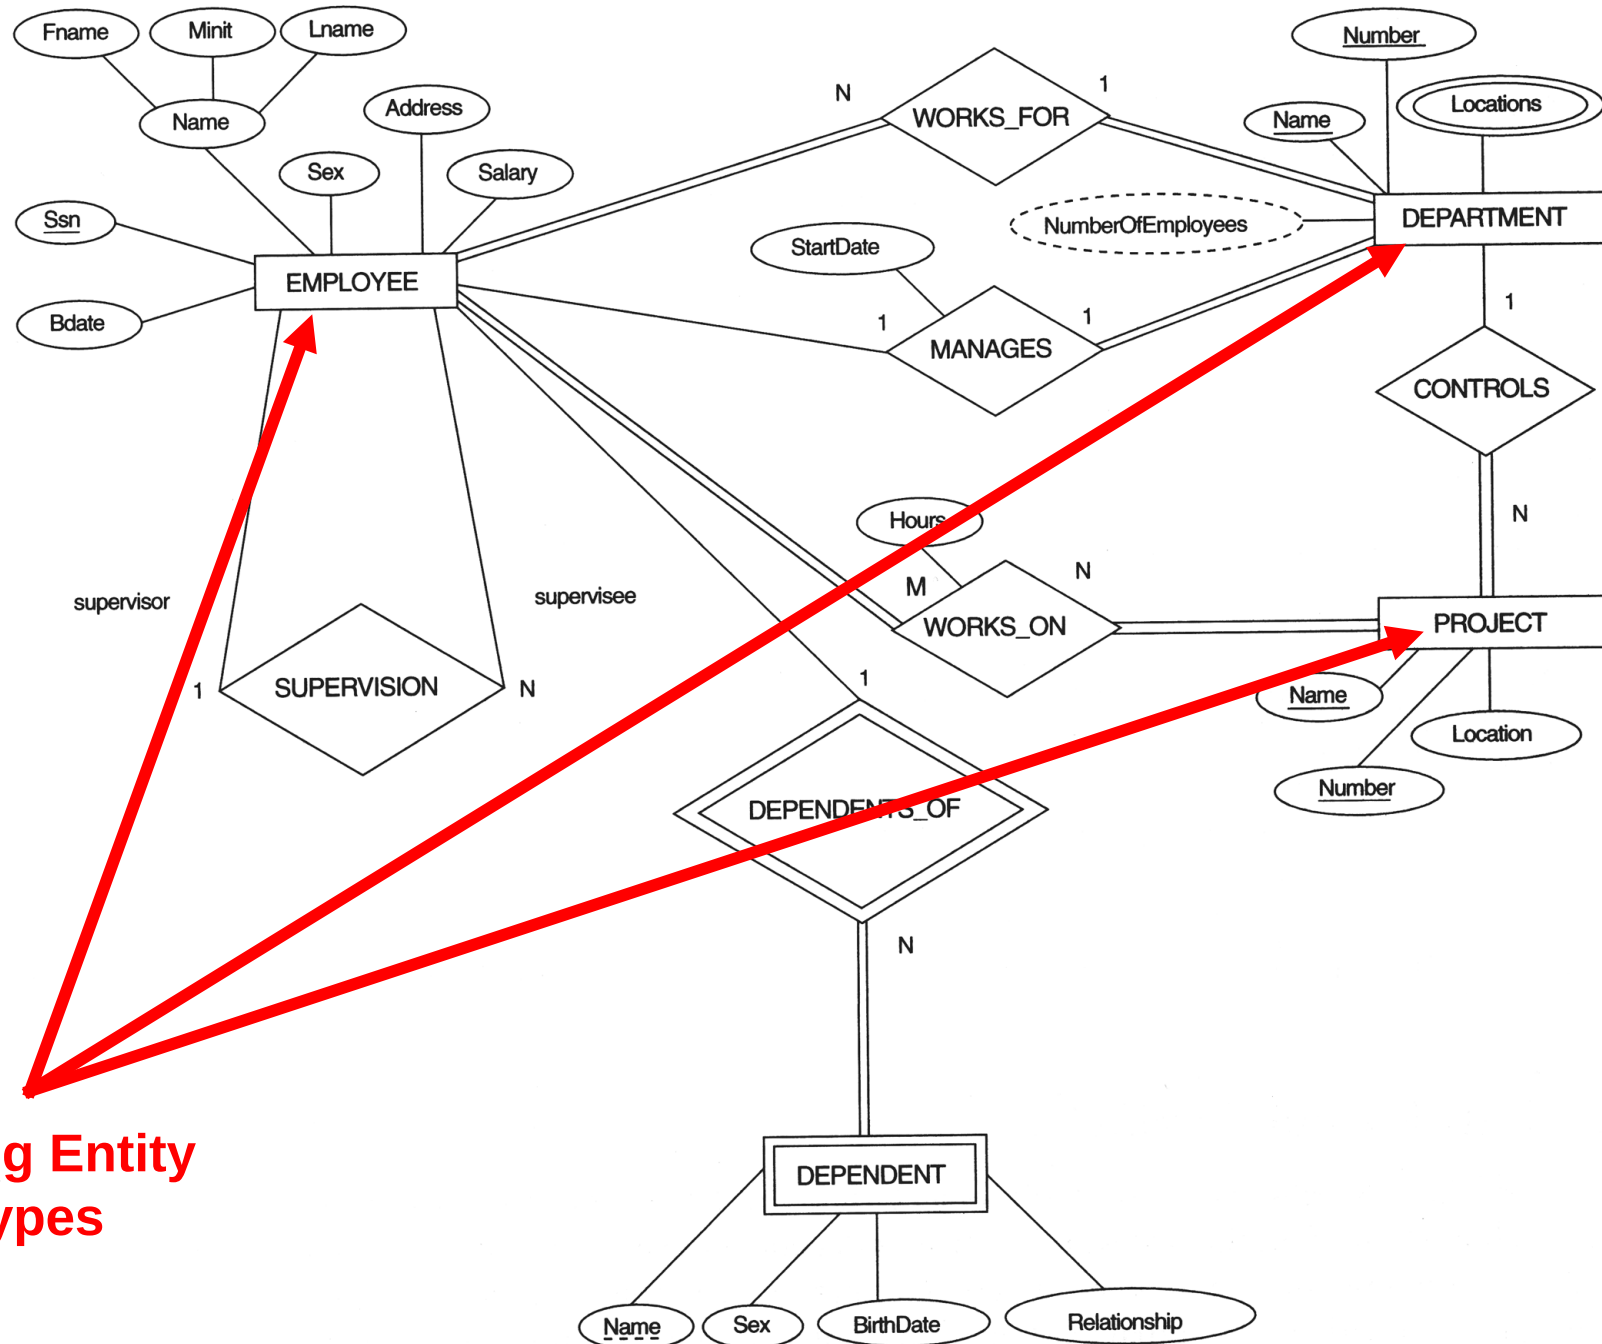 Fname
Minit
Lname
Number
Name
Address
N
1
WORKS_FOR
Locations
Name
Sex
Salary
Ssn
NumberOfEmployees
DEPARTMENT
StartDate
EMPLOYEE
Bdate
1
1
1
MANAGES
CONTROLS
Hours
N
M
N
supervisor
supervisee
WORKS_ON
PROJECT
1
SUPERVISION
N
1
Name
Location
Number
DEPENDENTS_OF
N
g Entity
ypes
DEPENDENT
Name
Sex
BirthDate
Relationship